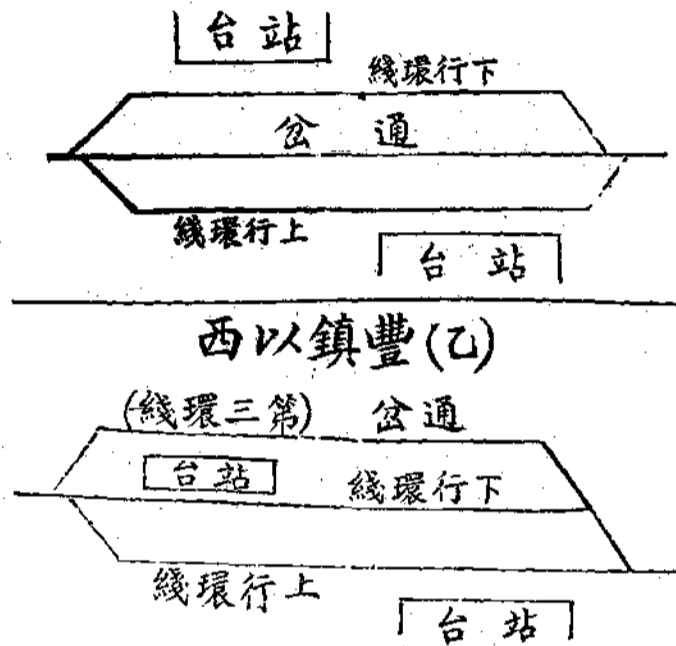 站台
下行環綫
通岔
上行環綫
站台
(乙)豐鎮以西
通岔(第三環綫)
站台
下行環綫
上行環綫
站台